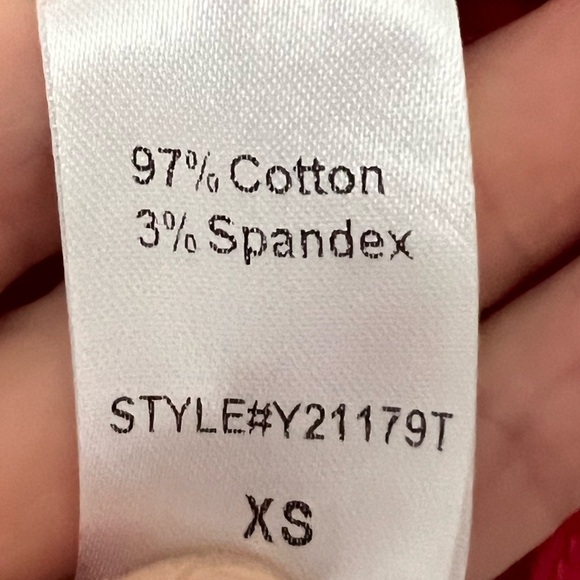 97% Cotton
3% Spandex
STYLE#Y21179T
XS